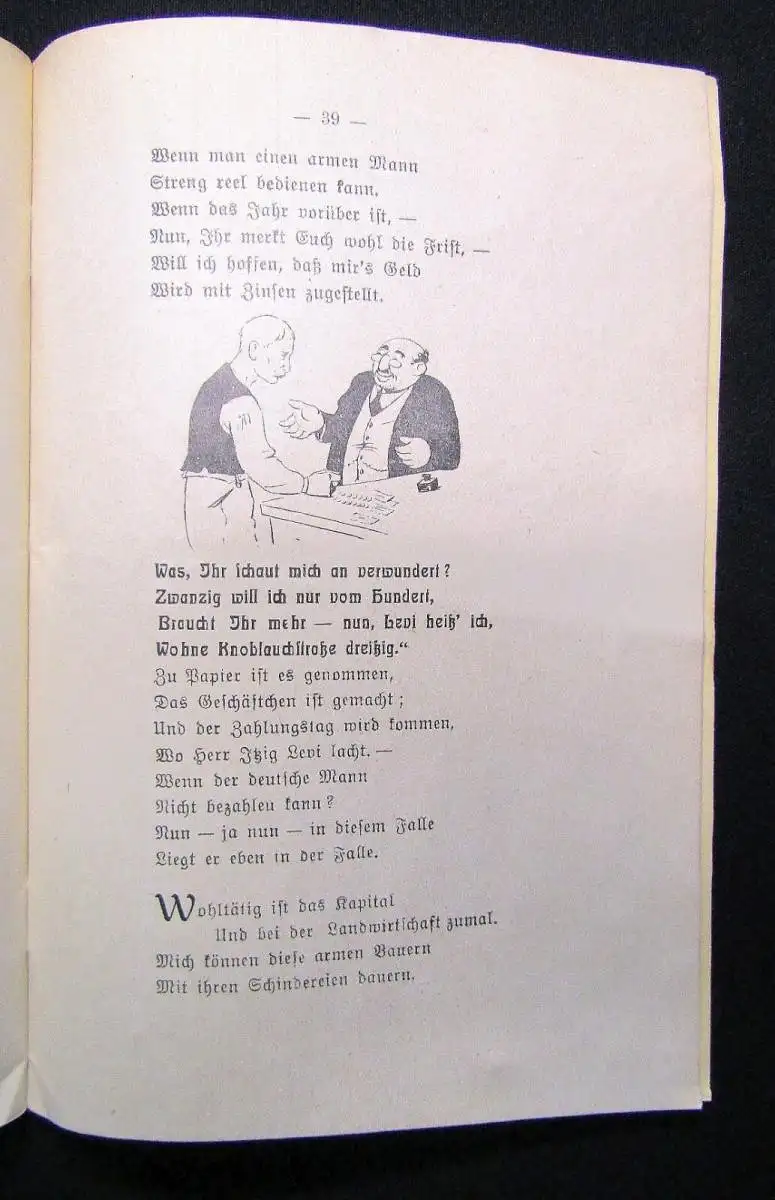 — 39 —
Wenn man einen armen Mann
Streng reel bedienen kann.
Wenn das Jahr vorüber ist, —
Nun, Ihr merkt Euch wohl die Frist, —
Will ich hoffen, daß mir's Geld
Wird mit Zinsen zugestellt.
Was, Ihr schaut mich an verwundert?
Zwanzig will ich nur vom Hundert,
Braucht Ihr mehr — nun, Levi heiß' ich,
Wohne Knoblauchstraße dreißig.“
Zu Papier ist es genommen,
Das Geschäftchen ist gemacht;
Und der Zahlungstag wird kommen,
Wo Herr Itzig Levi lacht. —
Wenn der deutsche Mann
Nicht bezahlen kann?
Nun — ja nun — in diesem Falle
Liegt er eben in der Falle.
Wohltätig ist das Kapital
Und bei der Landwirtschaft zumal.
Mich können diese armen Bauern
Mit ihren Schindereien dauern.